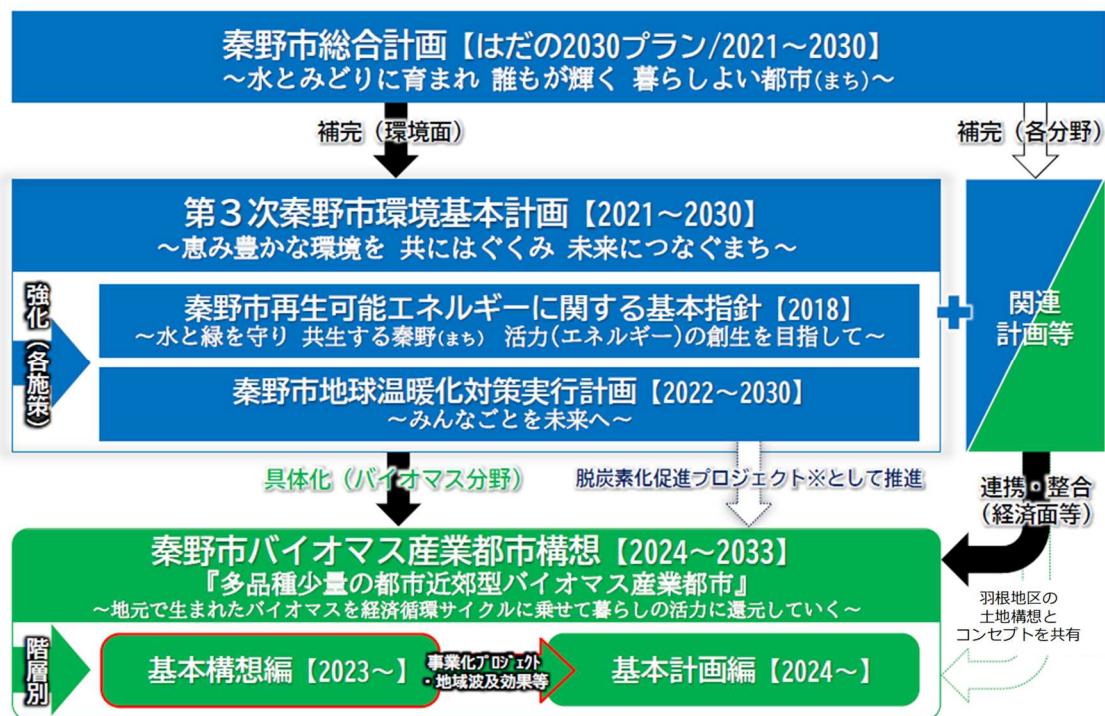 秦野市総合計画【はだの2030プラン/2021～2030】
～水とみどりに育まれ 誰もが輝く 暮らしよい都市(まち)～
補完（環境面）
補完（各分野）
第３次秦野市環境基本計画【2021～2030】
～恵み豊かな環境を 共にはぐくみ 未来につなぐまち～
強化（各施策）
秦野市再生可能エネルギーに関する基本指針【2018】
～水と緑を守り 共生する秦野(まち) 活力(エネルギー)の創生を目指して～
秦野市地球温暖化対策実行計画【2022～2030】
～みんなごとを未来へ～
関連
計画等
具体化（バイオマス分野）
脱炭素化促進プロジェクト※として推進
連携・整合
（経済面等）
秦野市バイオマス産業都市構想【2024～2033】
『多品種少量の都市近郊型バイオマス産業都市』
～地元で生まれたバイオマスを経済循環サイクルに乗せて暮らしの活力に還元していく～
羽根地区の
土地構想と
コンセプトを共有
階層別
基本構想編【2023～】
事業化ﾌﾟﾛｼﾞｪｸﾄ
・地域波及効果等
基本計画編【2024～】